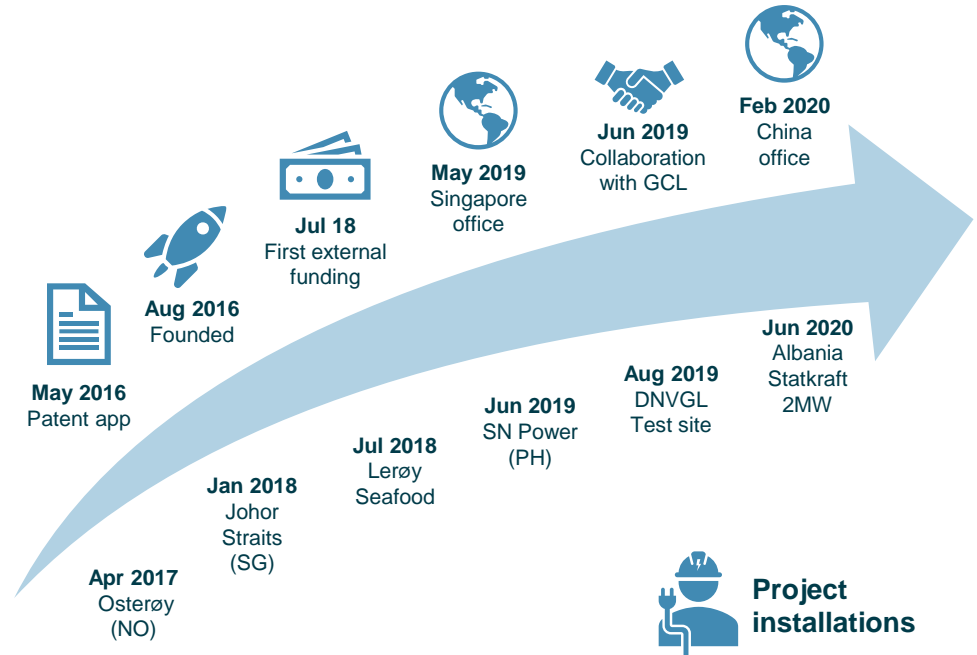 May 2016
Patent app
Aug 2016
Founded
Jul 18
First external
funding
May 2019
Singapore
office
Jun 2019
Collaboration
with GCL
Feb 2020
China
office
Apr 2017
Osterøy
(NO)
Jan 2018
Johor
Straits
(SG)
Jul 2018
Lerøy
Seafood
Jun 2019
SN Power
(PH)
Aug 2019
DNVGL
Test site
Jun 2020
Albania
Statkraft
2MW
Project
installations